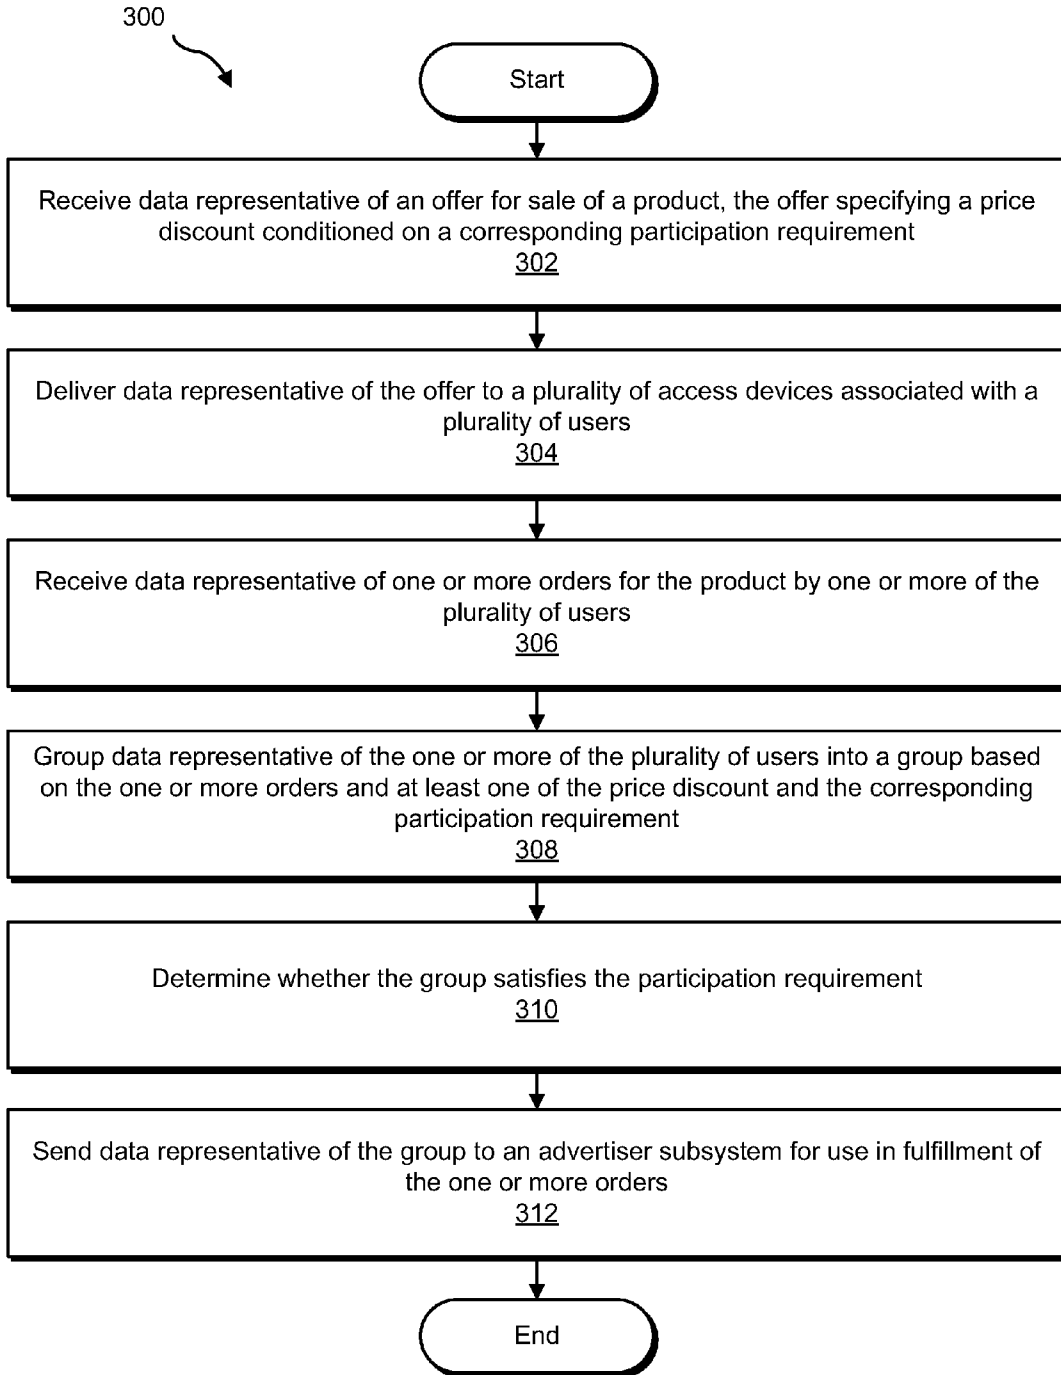 300
Start
Receive data representative of an offer for sale of a product, the offer specifying a price
discount conditioned on a corresponding participation requirement
302
Deliver data representative of the offer to a plurality of access devices associated with a
plurality of users
304
Receive data representative of one or more orders for the product by one or more of the
plurality of users
306
Group data representative of the one or more of the plurality of users into a group based
on the one or more orders and at least one of the price discount and the corresponding
participation requirement
308
Determine whether the group satisfies the participation requirement
310
Send data representative of the group to an advertiser subsystem for use in fulfillment of
the one or more orders
312
End